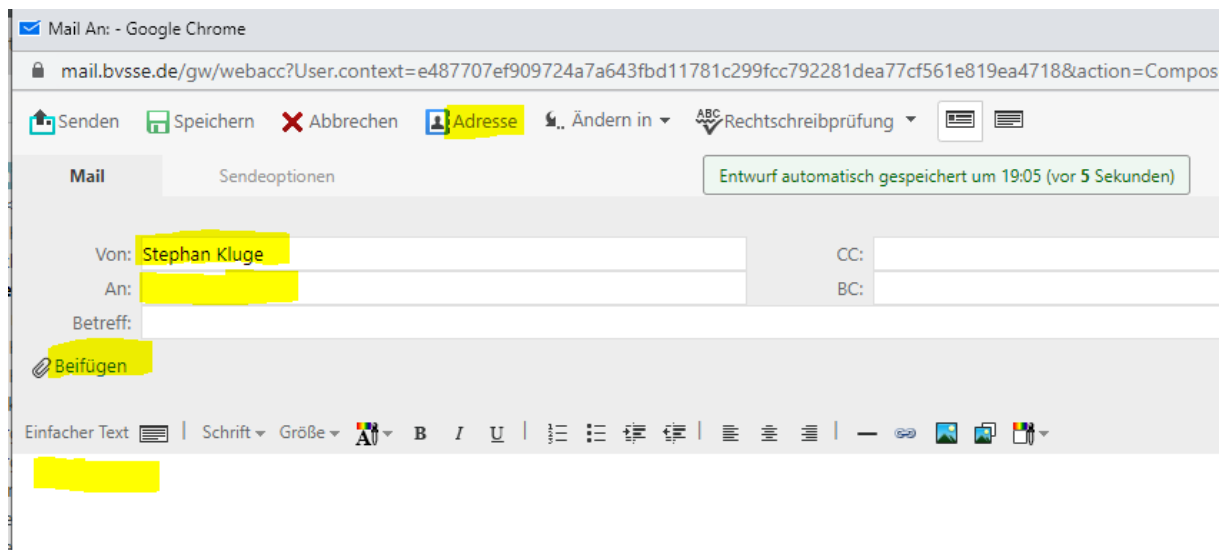 Mail An: - Google Chrome
mail.bvsse.de/gw/webacc?User.context=e487707ef909724a7a643fbd11781c299fcc792281dea77cf561e819ea4718&action=Compos
Senden Speichern Abbrechen Adresse Ändern in ABC Rechtschreibprüfung
Mail Sendeoptionen Entwurf automatisch gespeichert um 19:05 (vor 5 Sekunden)
Von: Stephan Kluge CC:
An: BC:
Betreff:
Beifügen
Einfacher Text Schrift Größe A B I U